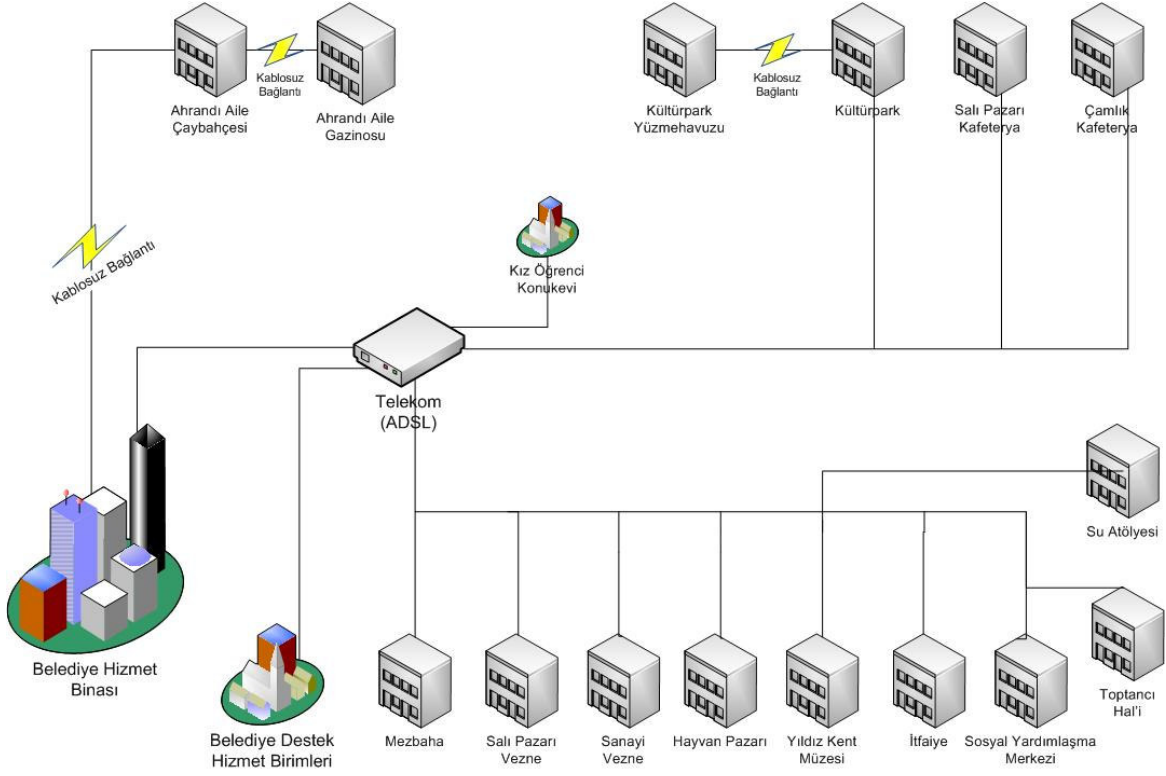 Kablosuz
Bağlantı
Ahrandı Aile
Çaybahçesi
Ahrandı Aile
Gazinosu
Kablosuz
Bağlantı
Kültürpark
Yüzmehavuzu
Kültürpark
Salı Pazarı
Kafeterya
Çamlık
Kafeterya
Kablosuz Bağlantı
Kız Öğrenci
Konukevi
Telekom
(ADSL)
Su Atölyesi
Belediye Hizmet
Binası
Toptancı
Hal'i
Belediye Destek
Hizmet Birimleri
Mezbaha
Salı Pazarı
Vezne
Sanayi
Vezne
Hayvan Pazarı
Yıldız Kent
Müzesi
İtfaiye
Sosyal Yardımlaşma
Merkezi